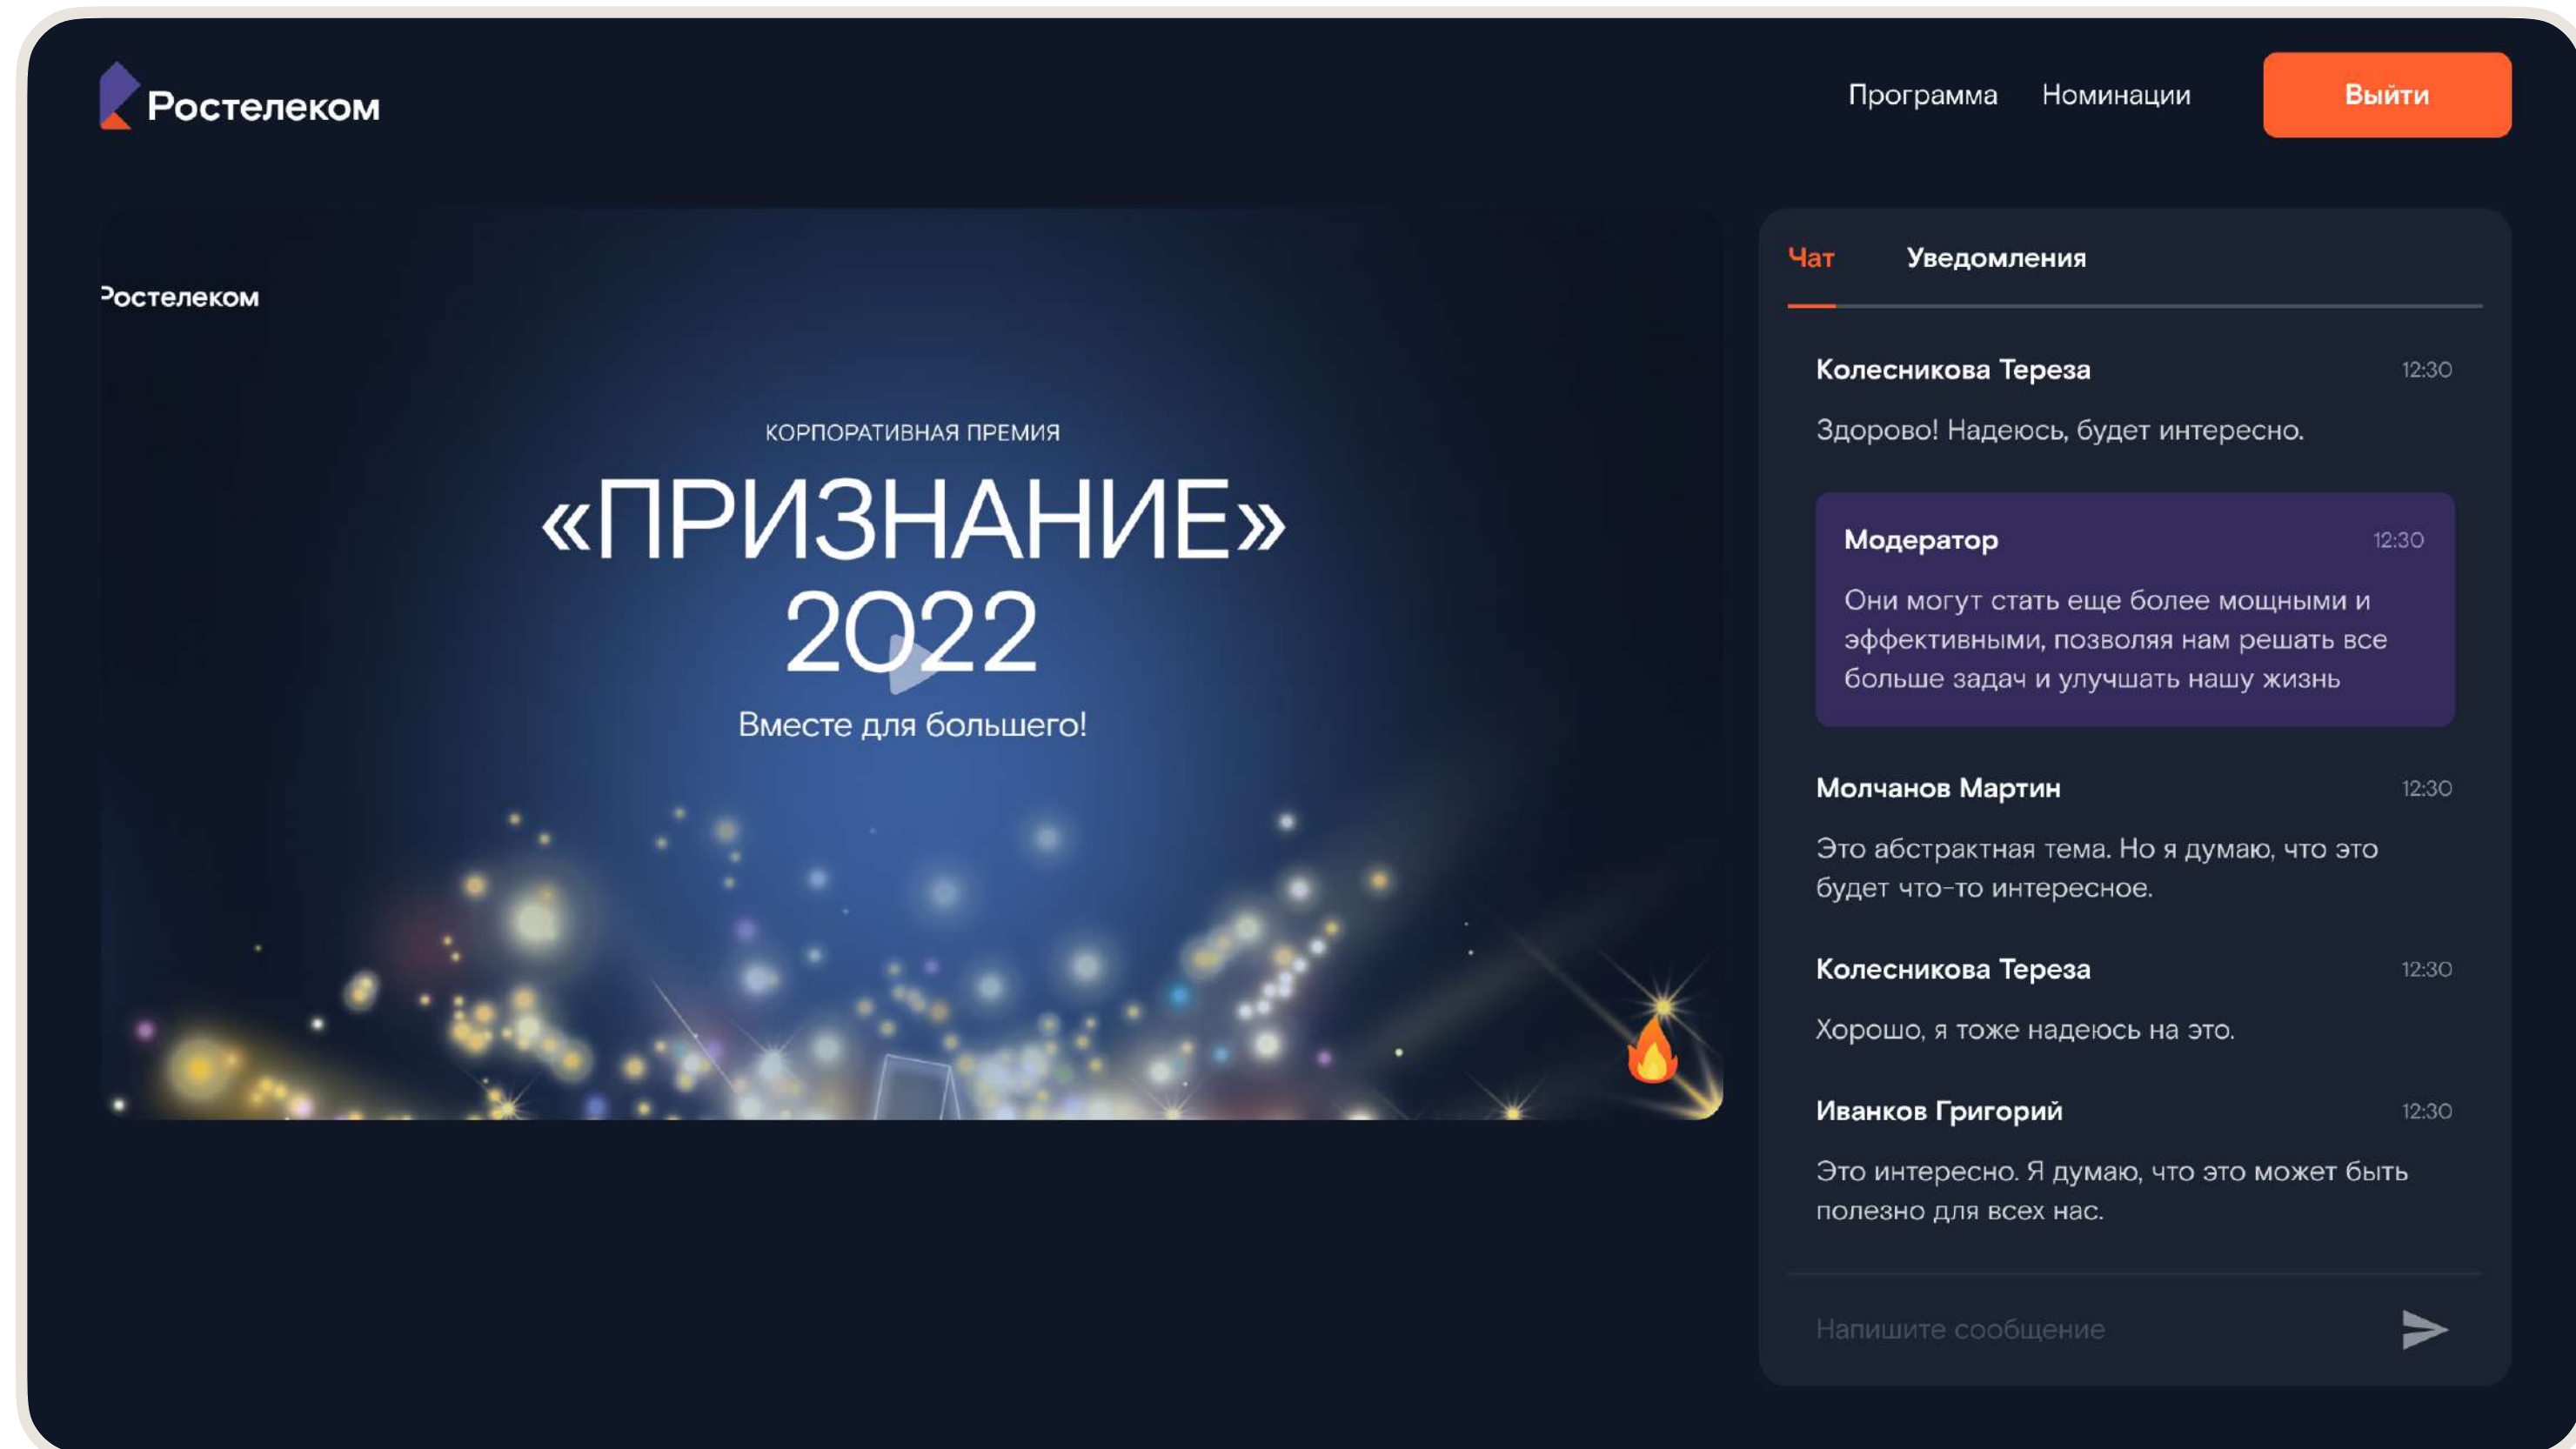 Ростелеком
Программа
Номинации
Выйти
Ростелеком
КОРПОРАТИВНАЯ ПРЕМИЯ
«ПРИЗНАНИЕ»
2022
Вместе для большего!
Чат
Уведомления
Колесникова Тереза
12:30
Здорово! Надеюсь, будет интересно.
Модератор
12:30
Они могут стать еще более мощными и
эффективными, позволяя нам решать все
больше задач и улучшать нашу жизнь
Молчанов Мартин
12:30
Это абстрактная тема. Но я думаю, что это
будет что-то интересное.
Колесникова Тереза
12:30
Хорошо, я тоже надеюсь на это.
Иванков Григорий
12:30
Это интересно. Я думаю, что это может быть
полезно для всех нас.
Напишите сообщение